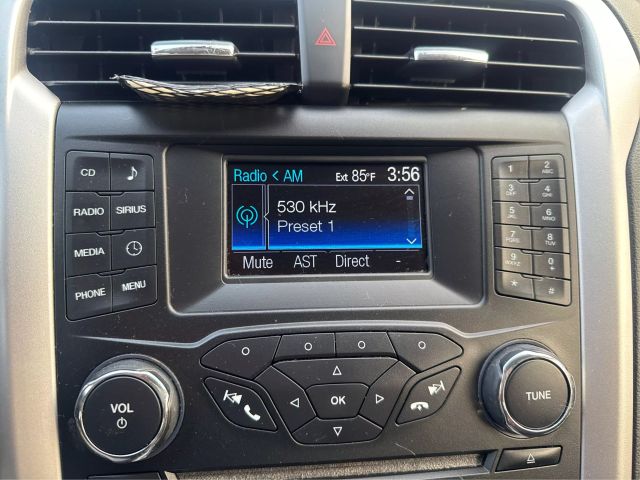 Radio < AM Ext 85°F 3:56
530 kHz
Preset 1
Mute AST Direct -
CD
RADIO SIRIUS
MEDIA
PHONE MENU
1 2 ABC
3 DEF 4 GHI
5 JKL 6 MNO
7 PQRS 8 TUV
9 WXYZ 0 +
* #
VOL
OK
TUNE